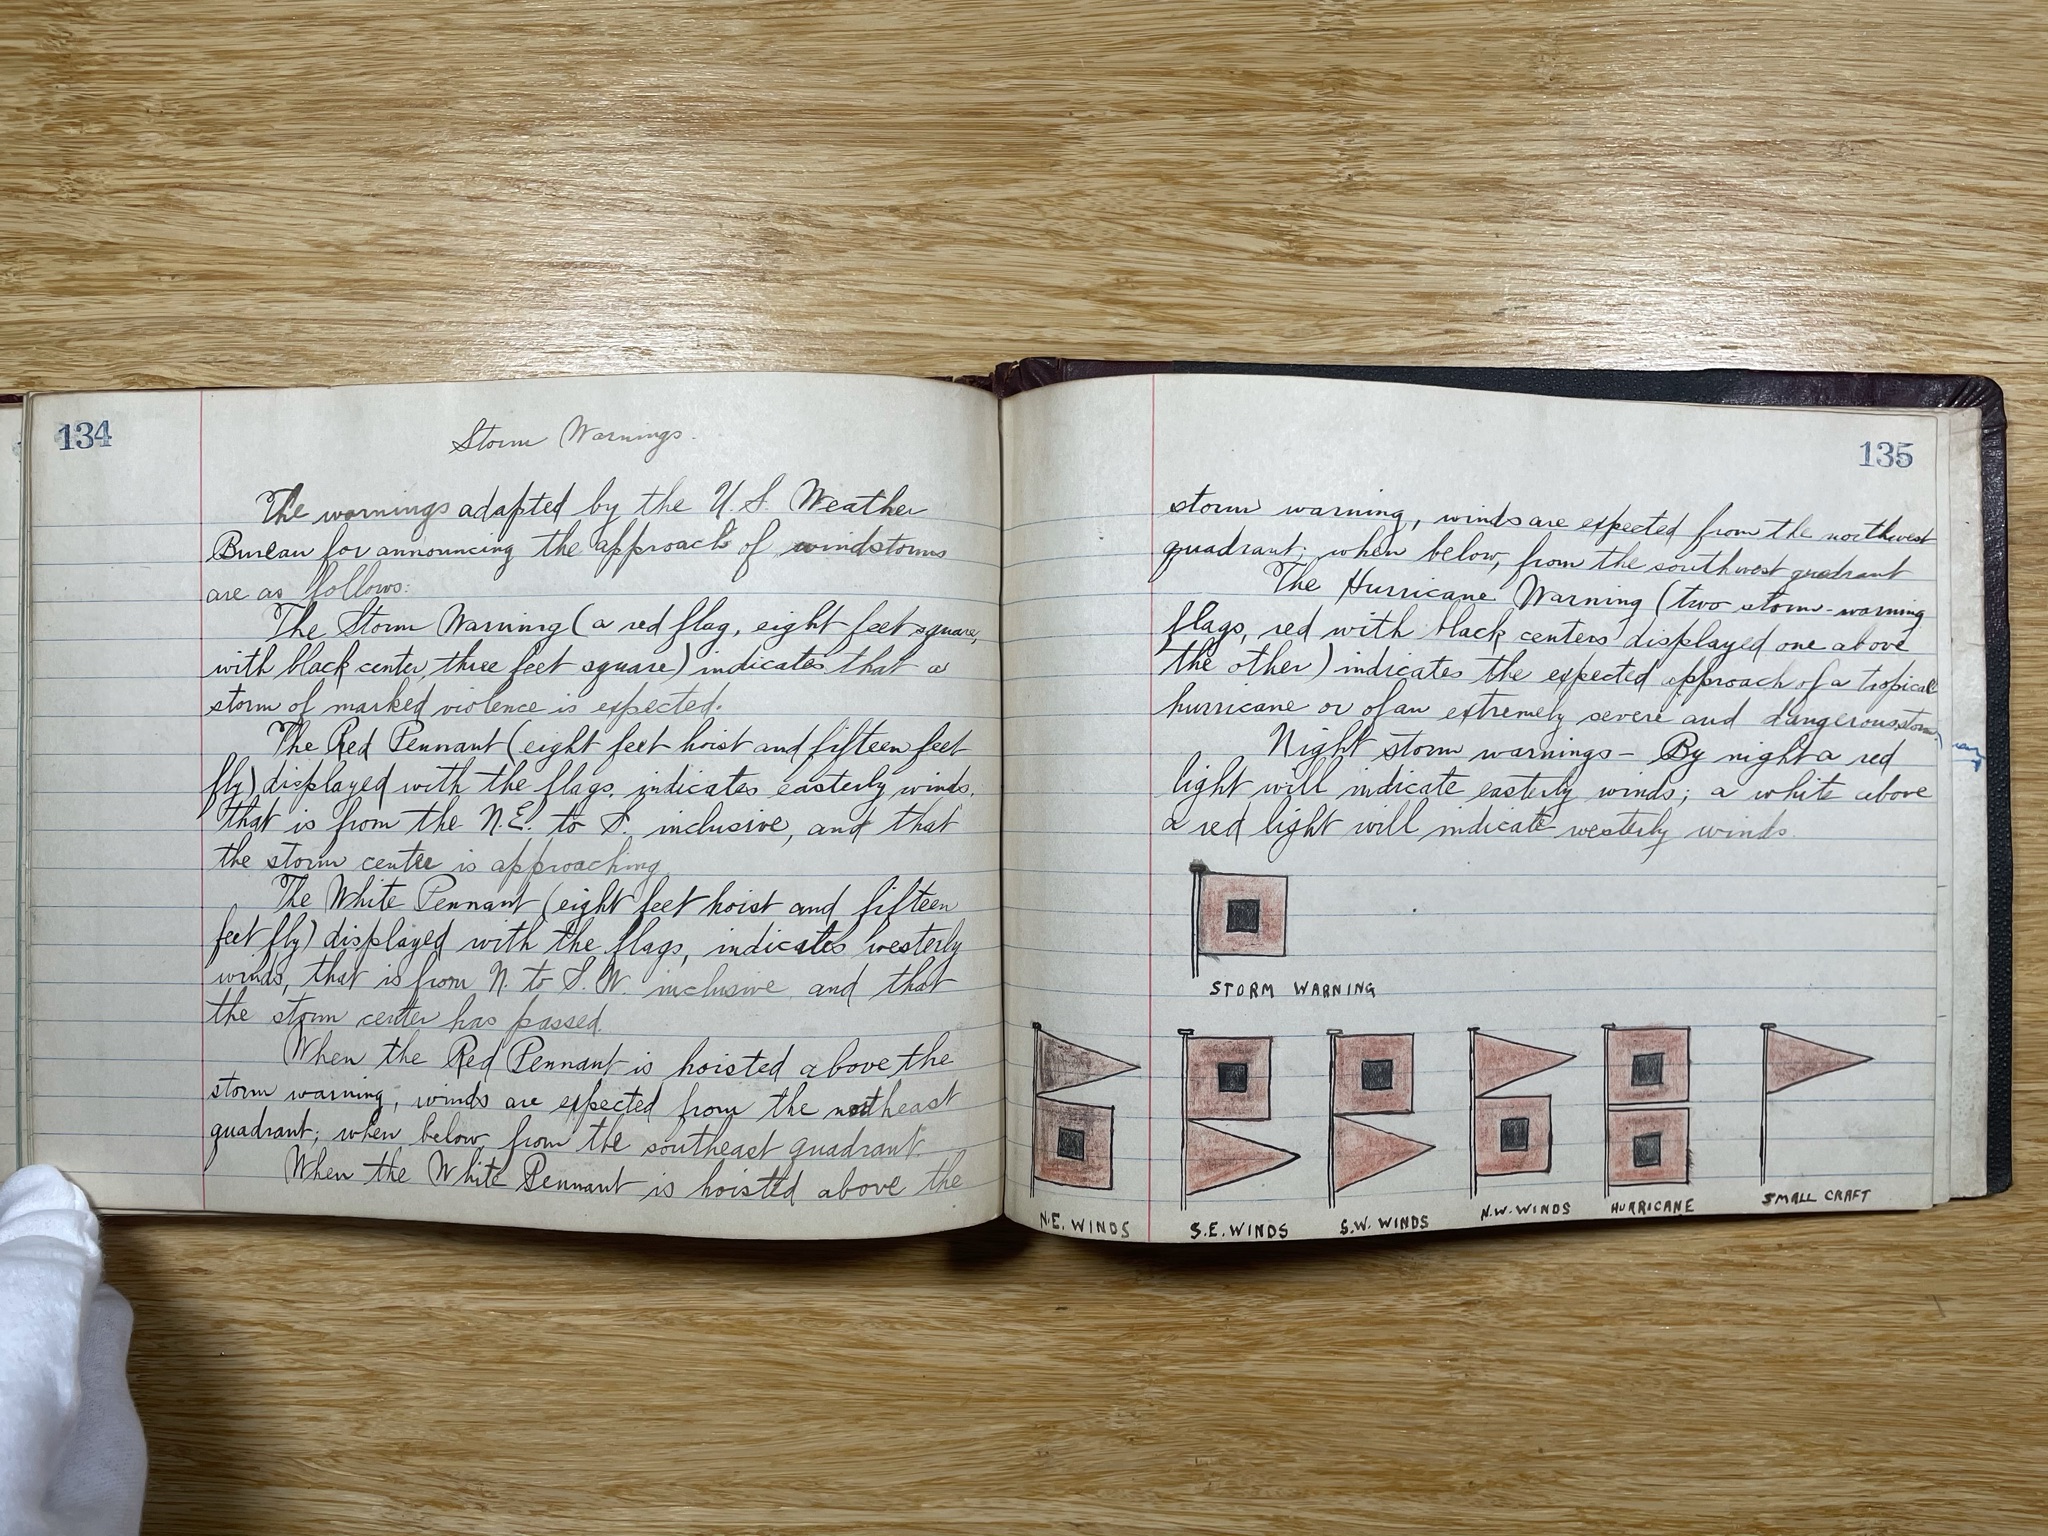 134
Storm Warnings.
The warnings adapted by the U. S. Weather
Bureau for announcing the approach of windstorms
are as follows:
The Storm Warning (a red flag, eight feet square,
with black center, three feet square) indicates that a
storm of marked violence is expected.
The Red Pennant (eight feet hoist and fifteen feet
fly) displayed with the flags, indicates easterly winds,
that is from the N.E. to S. inclusive, and that
the storm centre is approaching.
The White Pennant (eight feet hoist and fifteen
feet fly) displayed with the flags, indicates westerly
winds, that is from N. to S.W. inclusive and that
the storm center has passed.
When the Red Pennant is hoisted above the
storm warning, winds are expected from the northeast
quadrant; when below, from the southeast quadrant.
When the White Pennant is hoisted above the
135
storm warning, winds are expected from the northwest
quadrant; when below, from the southwest quadrant
The Hurricane Warning (two storm-warning
flags, red with black centers displayed one above
the other) indicates the expected approach of a tropical
hurricane or of an extremely severe and dangerous storm.
Night storm warnings - By night a red
light will indicate easterly winds; a white above
a red light will indicate westerly winds.
STORM WARNING
N.E. WINDS
S.E. WINDS
S.W. WINDS
N.W. WINDS
HURRICANE
SMALL CRAFT